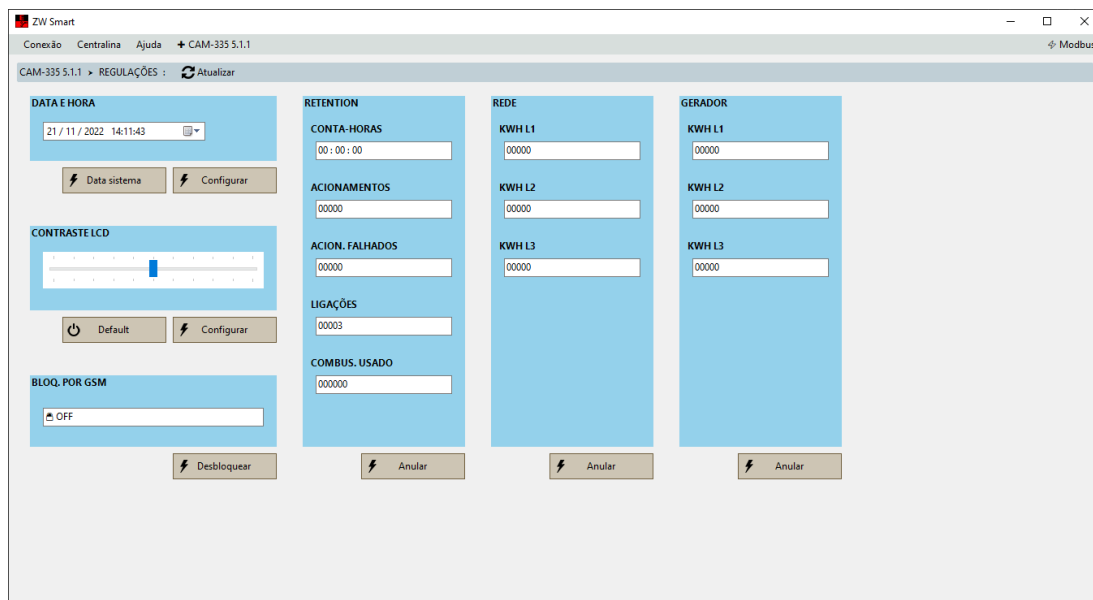 ZW Smart
Conexão Centralina Ajuda + CAM-335 5.1.1 Modbus
CAM-335 5.1.1 > REGULAÇÕES : Atualizar
DATA E HORA
21 / 11 / 2022 14:11:43
Data sistema Configurar
CONTRASTE LCD
Default Configurar
BLOQ. POR GSM
OFF
Desbloquear
RETENTION
CONTA-HORAS
00 : 00 : 00
ACIONAMENTOS
00000
ACION. FALHADOS
00000
LIGAÇÕES
00003
COMBUS. USADO
000000
Anular
REDE
KWH L1
00000
KWH L2
00000
KWH L3
00000
Anular
GERADOR
KWH L1
00000
KWH L2
00000
KWH L3
00000
Anular